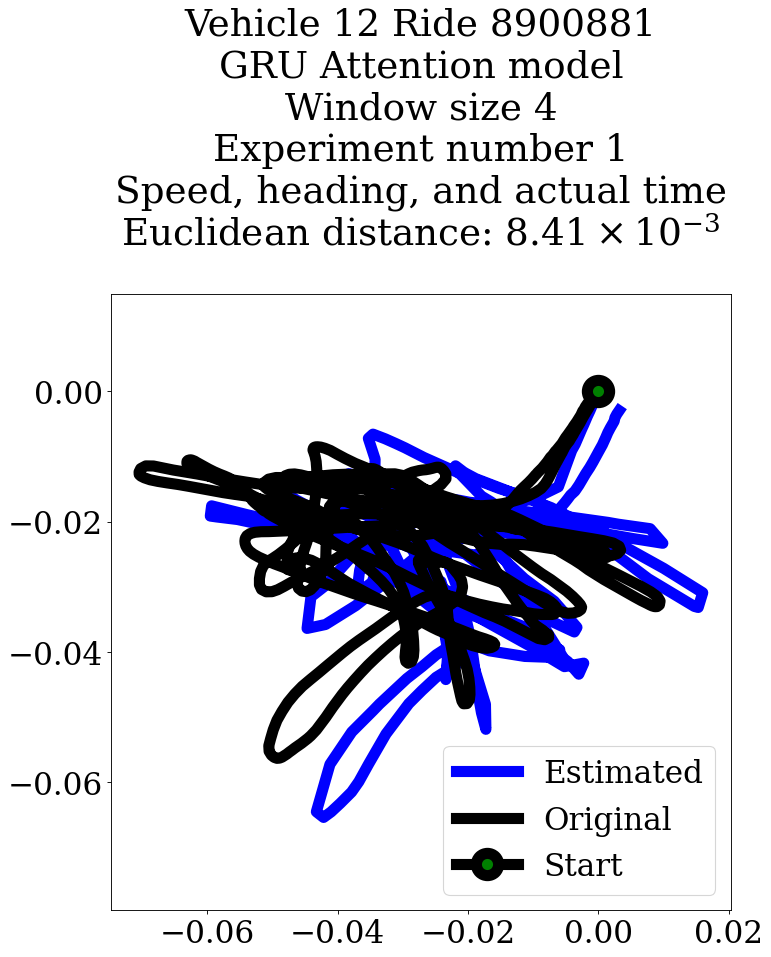 Vehicle 12 Ride 8900881
GRU Attention model
Window size 4
Experiment number 1
Speed, heading, and actual time
Euclidean distance: 8.41 × 10⁻³
0.00
−0.02
−0.04
−0.06
Estimated
Original
Start
−0.06 −0.04 −0.02 0.00 0.02